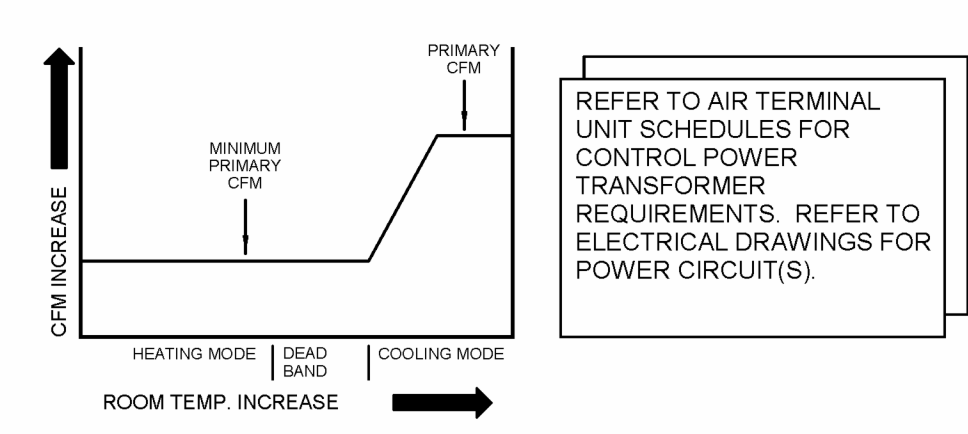 PRIMARY
CFM
MINIMUM
PRIMARY
CFM
CFM INCREASE
HEATING MODE
DEAD
BAND
COOLING MODE
ROOM TEMP. INCREASE
REFER TO AIR TERMINAL
UNIT SCHEDULES FOR
CONTROL POWER
TRANSFORMER
REQUIREMENTS. REFER TO
ELECTRICAL DRAWINGS FOR
POWER CIRCUIT(S).